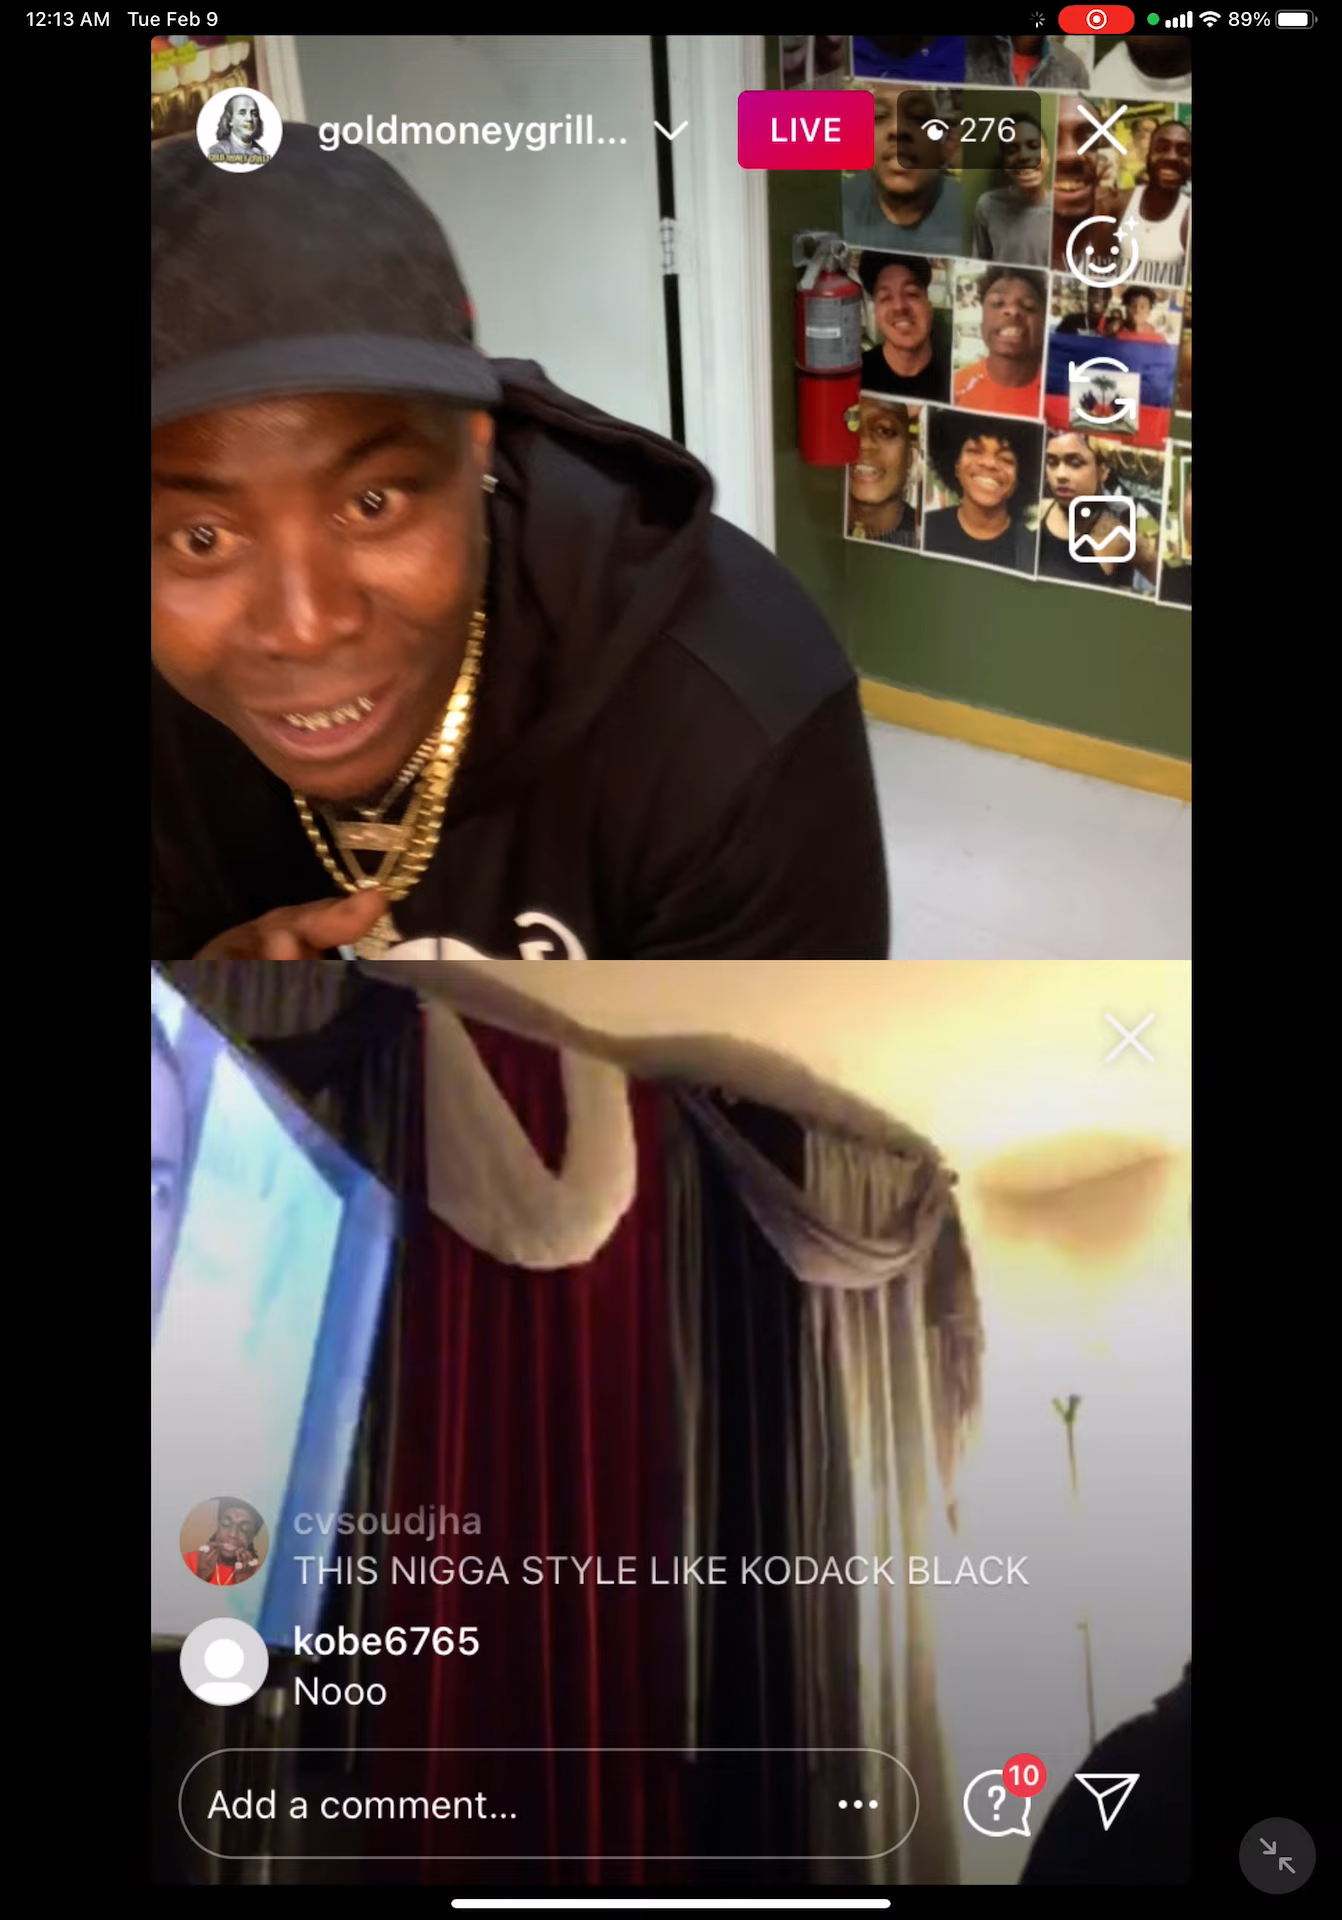 12:13 AM Tue Feb 9
89%
goldmoneygrill...
LIVE
276
cvsoudjha
THIS NIGGA STYLE LIKE KODACK BLACK
kobe6765
Nooo
Add a comment...
10